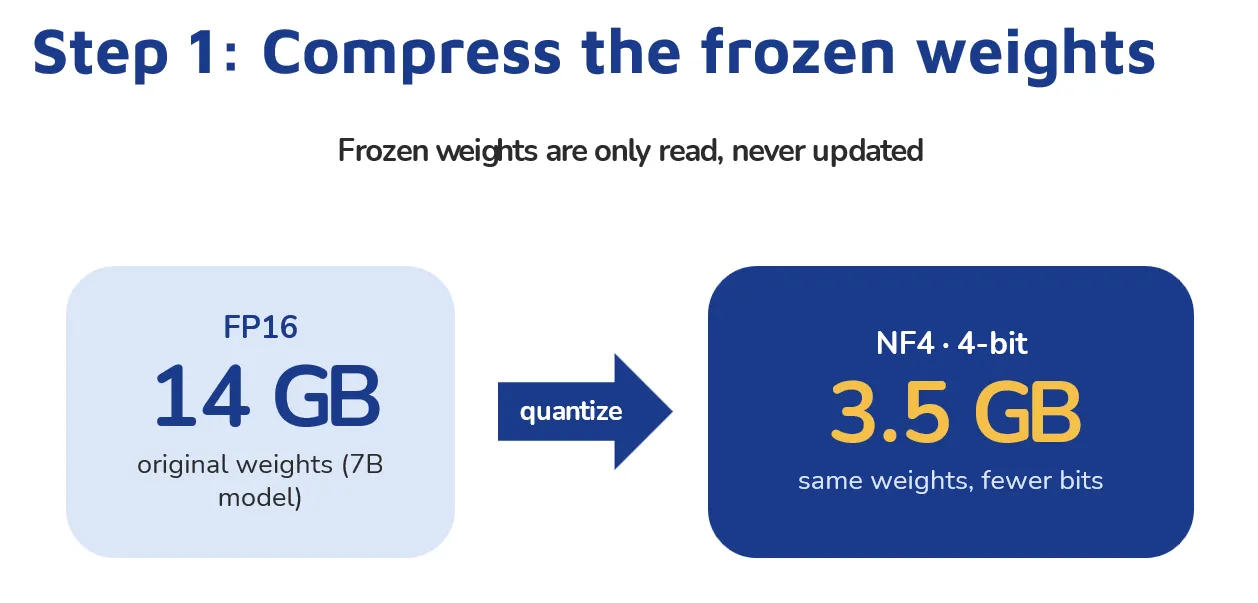 Step 1: Compress the frozen weights
Frozen weights are only read, never updated
FP16
14 GB
original weights (7B
model)
quantize
NF4 · 4-bit
3.5 GB
same weights, fewer bits